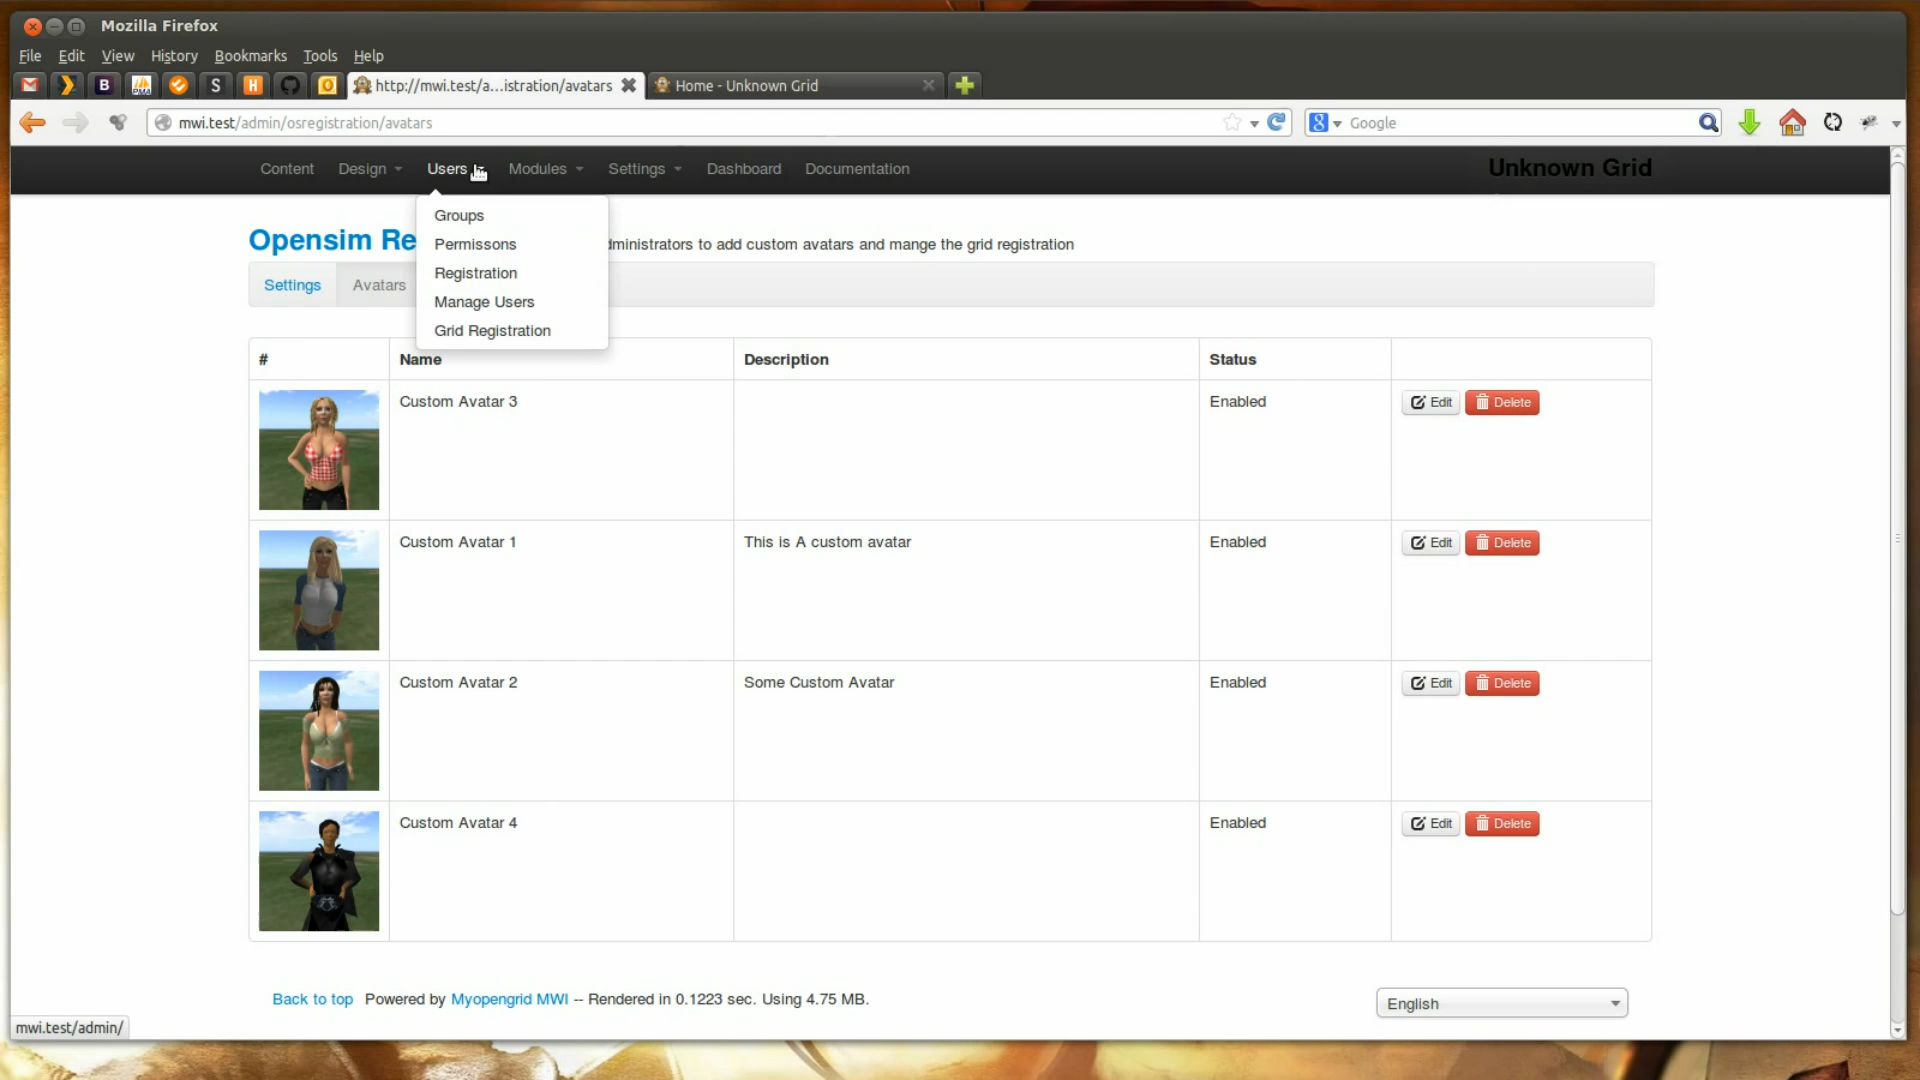 Mozilla Firefox
File Edit View History Bookmarks Tools Help
http://mwi.test/a...istration/avatars Home - Unknown Grid
mwi.test/admin/osregistration/avatars Google
Content Design Users Modules Settings Dashboard Documentation Unknown Grid
Groups
Opensim Re dministrators to add custom avatars and mange the grid registration
Permissons
Registration
Settings Avatars
Manage Users
Grid Registration
# Name Description Status
Custom Avatar 3 Enabled Edit Delete
Custom Avatar 1 This is A custom avatar Enabled Edit Delete
Custom Avatar 2 Some Custom Avatar Enabled Edit Delete
Custom Avatar 4 Enabled Edit Delete
Back to top Powered by Myopengrid MWI -- Rendered in 0.1223 sec. Using 4.75 MB. English
mwi.test/admin/